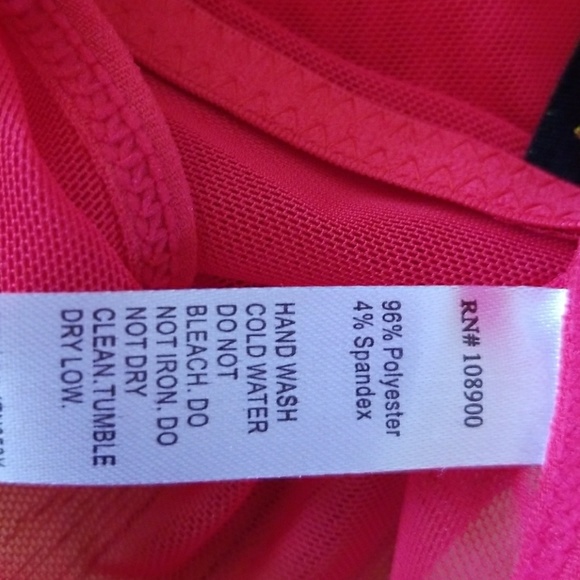 RN# 108900
96% Polyester
4% Spandex
HAND WASH
COLD WATER
DO NOT
BLEACH. DO
NOT IRON. DO
NOT DRY
CLEAN.TUMBLE
DRY LOW.